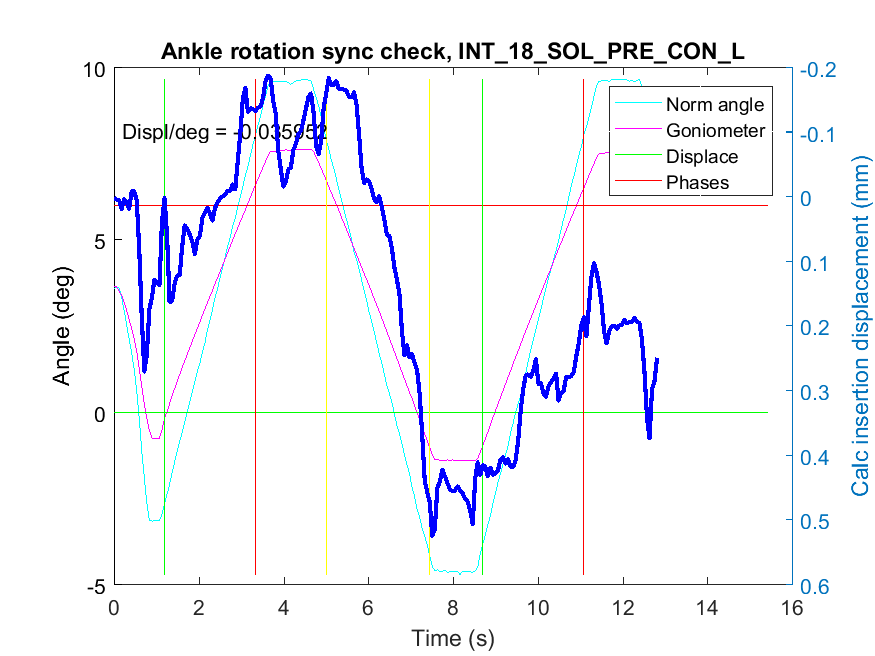 Ankle rotation sync check, INT_18_SOL_PRE_CON_L
10
5
0
-5
Angle (deg)
Displ/deg = -0.035952
Norm angle
Goniometer
Displace
Phases
-0.2
-0.1
0
0.1
0.2
0.3
0.4
0.5
0.6
Calc insertion displacement (mm)
0 2 4 6 8 10 12 14 16
Time (s)